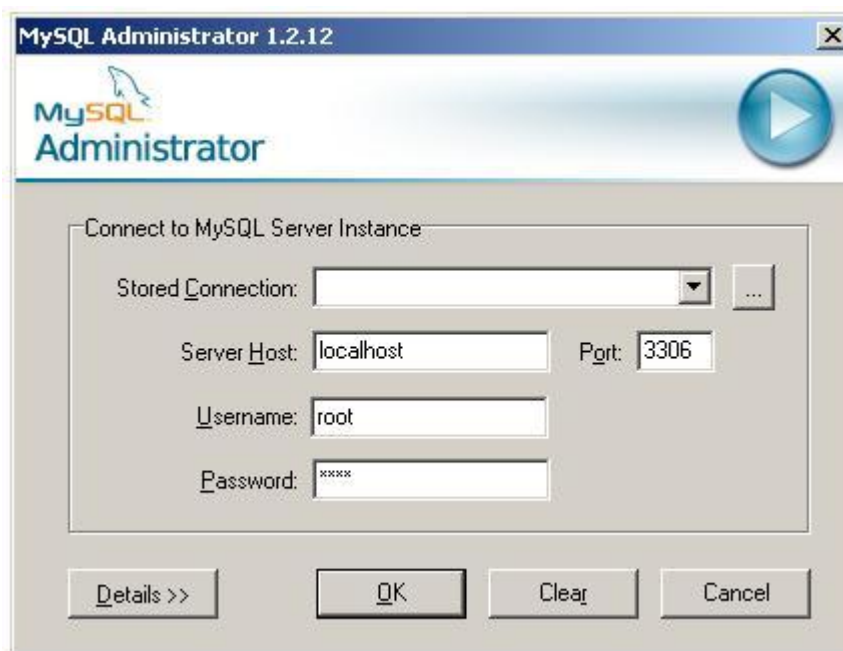 MySQL Administrator 1.2.12
MySQL
Administrator
Connect to MySQL Server Instance
Stored Connection:
...
Server Host: localhost Port: 3306
Username: root
Password: ****
Details >> OK Clear Cancel